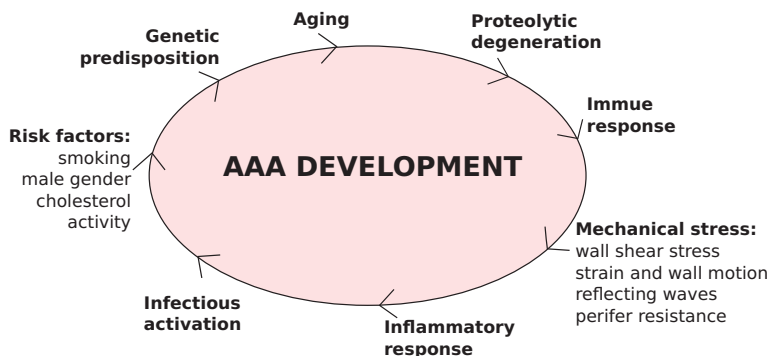 Aging
Proteolytic
degeneration
Genetic
predisposition
Immue
response
Risk factors:
smoking
male gender
cholesterol
activity
AAA DEVELOPMENT
Mechanical stress:
wall shear stress
strain and wall motion
reflecting waves
perifer resistance
Infectious
activation
Inflammatory
response